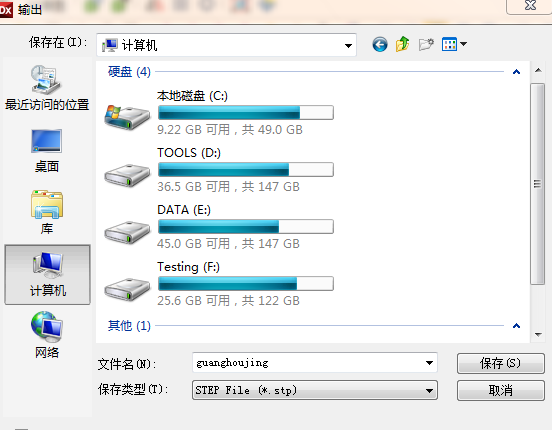 Dx 输出
保存在(I):
计算机
最近访问的位置
桌面
库
计算机
网络
硬盘 (4)
本地磁盘 (C:)
9.22 GB 可用，共 49.0 GB
TOOLS (D:)
36.5 GB 可用，共 147 GB
DATA (E:)
45.0 GB 可用，共 147 GB
Testing (F:)
25.6 GB 可用，共 122 GB
其他 (1)
文件名(N):
guanghoujing
保存(S)
保存类型(T):
STEP File (*.stp)
取消